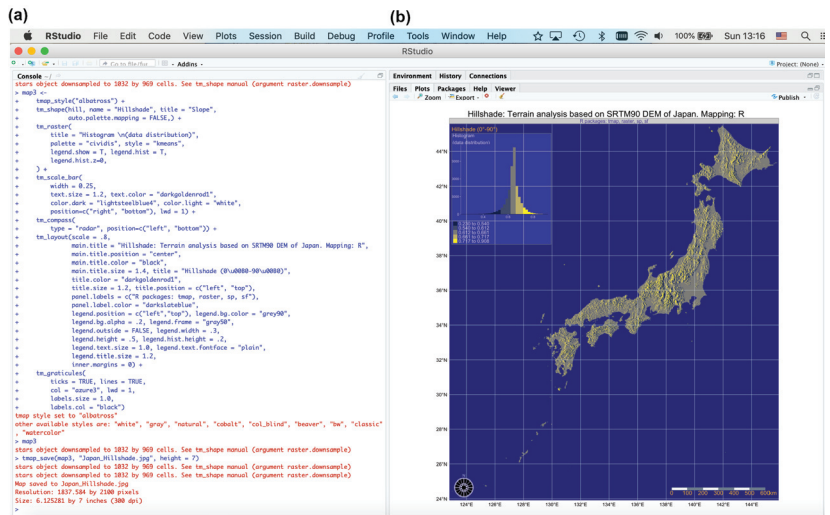 (a)
(b)
RStudio File Edit Code View Plots Session Build Debug Profile Tools Window Help 100% Sun 13:16
RStudio
Go to file/fu... Addins
Project: (None)
Console ~/
stars object downsampled to 1032 by 969 cells. See tm_shape manual (argument raster.downsample)
> map3 <-
+ tmap_style("albatross") +
+ tm_shape(hill, name = "Hillshade", title = "Slope",
+ auto.palette.mapping = FALSE,) +
+ tm_raster(
+ title = "Histogram \n(data distribution)",
+ palette = "cividis", style = "kmeans",
+ legend.show = T, legend.hist = T,
+ legend.hist.z=0,
+ ) +
+ tm_scale_bar(
+ width = 0.25,
+ text.size = 1.2, text.color = "darkgoldenrod1",
+ color.dark = "lightsteelblue4", color.light = "white",
+ position=c("right", "bottom"), lwd = 1) +
+ tm_compass(
+ type = "radar", position=c("left", "bottom")) +
+ tm_layout(scale = .8,
+ main.title = "Hillshade: Terrain analysis based on SRTM90 DEM of Japan. Mapping: R",
+ main.title.position = "center",
+ main.title.color = "black",
+ main.title.size = 1.4, title = "Hillshade (0\u0080-90\u0080)",
+ title.color = "darkgoldenrod1",
+ title.size = 1.2, title.position = c("left", "top"),
+ panel.labels = c("R packages: tmap, raster, sp, sf"),
+ panel.label.color = "darkslateblue",
+ legend.position = c("left","top"), legend.bg.color = "grey90",
+ legend.bg.alpha = .2, legend.frame = "gray50",
+ legend.outside = FALSE, legend.width = .3,
+ legend.height = .5, legend.hist.height = .2,
+ legend.text.size = 1.0, legend.text.fontface = "plain",
+ legend.title.size = 1.2,
+ inner.margins = 0) +
+ tm_graticules(
+ ticks = TRUE, lines = TRUE,
+ col = "azure3", lwd = 1,
+ labels.size = 1.0,
+ labels.col = "black")
tmap style set to "albatross"
other available styles are: "white", "gray", "natural", "cobalt", "col_blind", "beaver", "bw", "classic"
, "watercolor"
> map3
stars object downsampled to 1032 by 969 cells. See tm_shape manual (argument raster.downsample)
> tmap_save(map3, "Japan_Hillshade.jpg", height = 7)
stars object downsampled to 1032 by 969 cells. See tm_shape manual (argument raster.downsample)
stars object downsampled to 1032 by 969 cells. See tm_shape manual (argument raster.downsample)
Map saved to Japan_Hillshade.jpg
Resolution: 1837.584 by 2100 pixels
Size: 6.125281 by 7 inches (300 dpi)
>
Environment History Connections
Files Plots Packages Help Viewer
Zoom Export Publish
Hillshade: Terrain analysis based on SRTM90 DEM of Japan. Mapping: R
R packages: tmap, raster, sp, sf
Hillshade (0°-90°)
Histogram
(data distribution)
44°N
42°N
40°N
38°N
36°N
34°N
32°N
30°N
28°N
26°N
24°N
0 100 200 300 400 500 600km
124°E 126°E 128°E 130°E 132°E 134°E 136°E 138°E 140°E 142°E 144°E